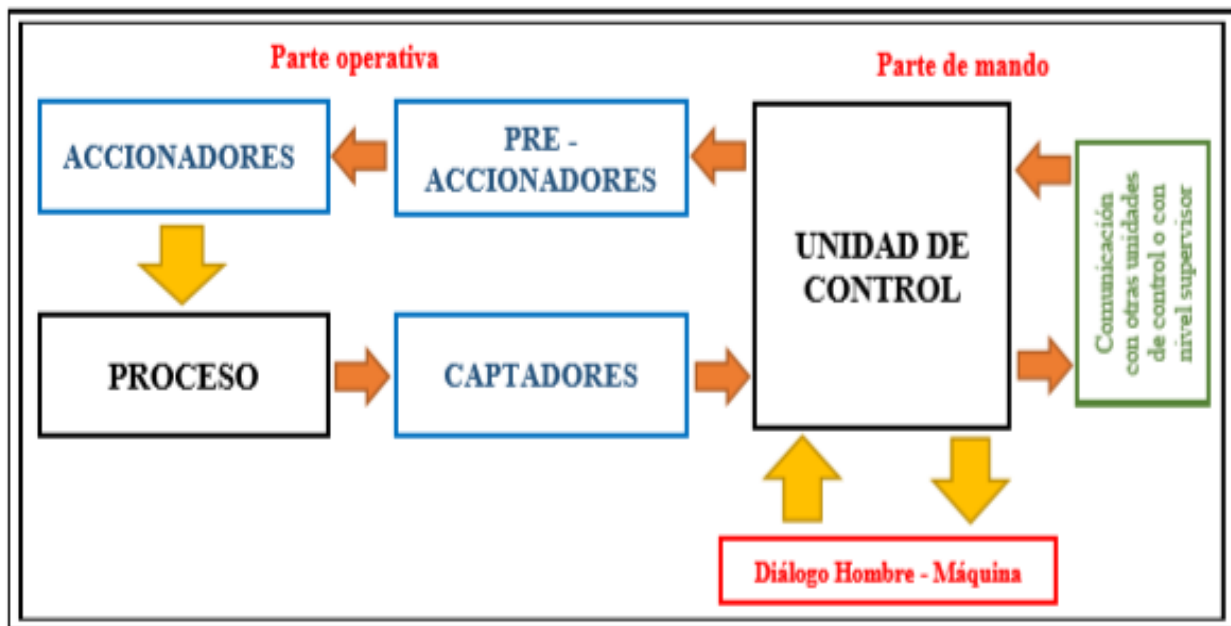 Parte operativa
Parte de mando
ACCIONADORES
PRE -
ACCIONADORES
UNIDAD DE
CONTROL
Comunicación
con otras unidades
de control o con
nivel supervisor
PROCESO
CAPTADORES
Diálogo Hombre - Máquina